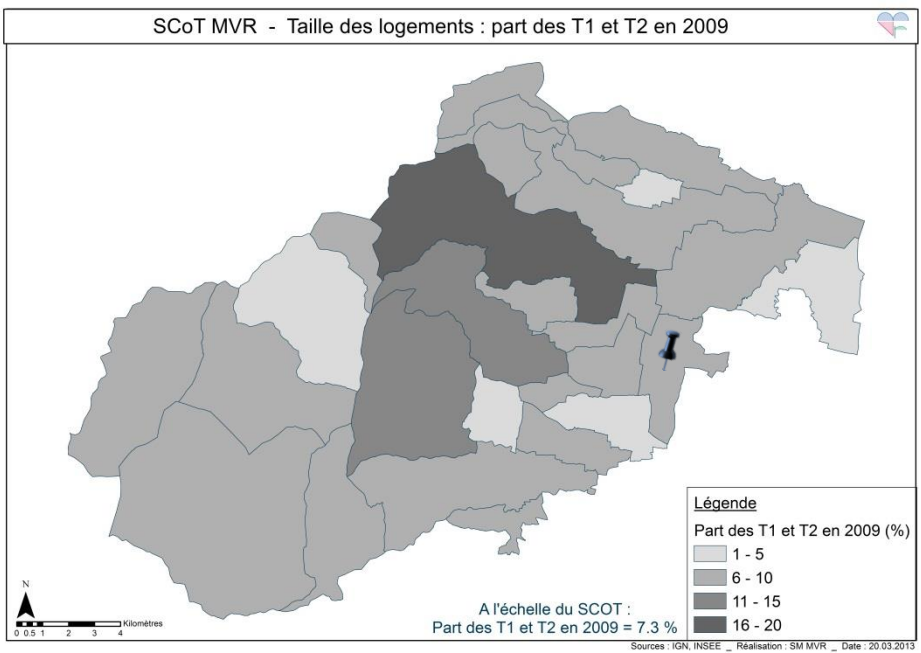 SCoT MVR - Taille des logements : part des T1 et T2 en 2009
Légende
Part des T1 et T2 en 2009 (%)
1 - 5
6 - 10
11 - 15
16 - 20
N
Kilomètres
0 0.5 1 2 3 4
A l'échelle du SCOT :
Part des T1 et T2 en 2009 = 7.3 %
Sources : IGN, INSEE _ Réalisation : SM MVR _ Date : 20.03.2013